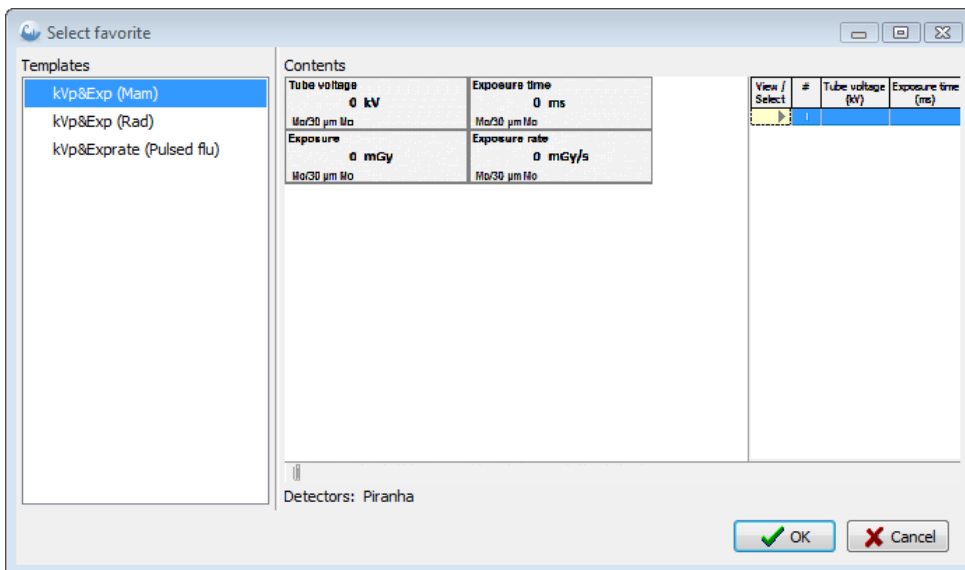 Select favorite
Templates
kVp&Exp (Mam)
kVp&Exp (Rad)
kVp&Exprate (Pulsed flu)
Contents
Tube voltage
0 kV
Mo/30 µm Mo
Exposure time
0 ms
Mo/30 µm Mo
Exposure
0 mGy
Mo/30 µm Mo
Exposure rate
0 mGy/s
Mo/30 µm Mo
View / Select
#
Tube voltage (kV)
Exposure time (ms)
1
Detectors: Piranha
OK
Cancel